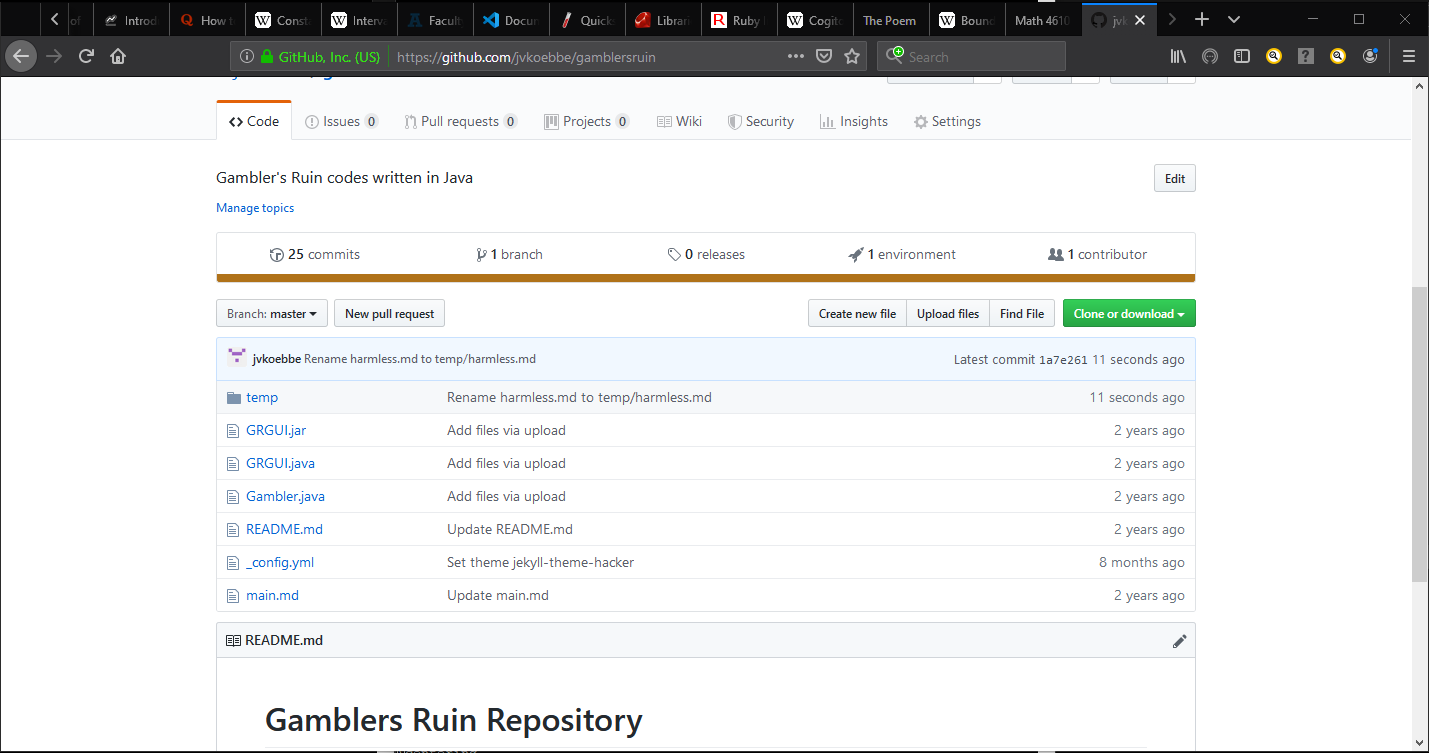 of Introd How t Consta Interva Facult Docun Quick Librari Ruby Cogito The Poem Bound Math 4610 jvk
GitHub, Inc. (US) https://github.com/jvkoebbe/gamblersruin Search
Code Issues 0 Pull requests 0 Projects 0 Wiki Security Insights Settings
Gambler's Ruin codes written in Java Edit
Manage topics
25 commits 1 branch 0 releases 1 environment 1 contributor
Branch: master New pull request Create new file Upload files Find File Clone or download
jvkoebbe Rename harmless.md to temp/harmless.md Latest commit 1a7e261 11 seconds ago
temp Rename harmless.md to temp/harmless.md 11 seconds ago
GRGUI.jar Add files via upload 2 years ago
GRGUI.java Add files via upload 2 years ago
Gambler.java Add files via upload 2 years ago
README.md Update README.md 2 years ago
_config.yml Set theme jekyll-theme-hacker 8 months ago
main.md Update main.md 2 years ago
README.md
Gamblers Ruin Repository